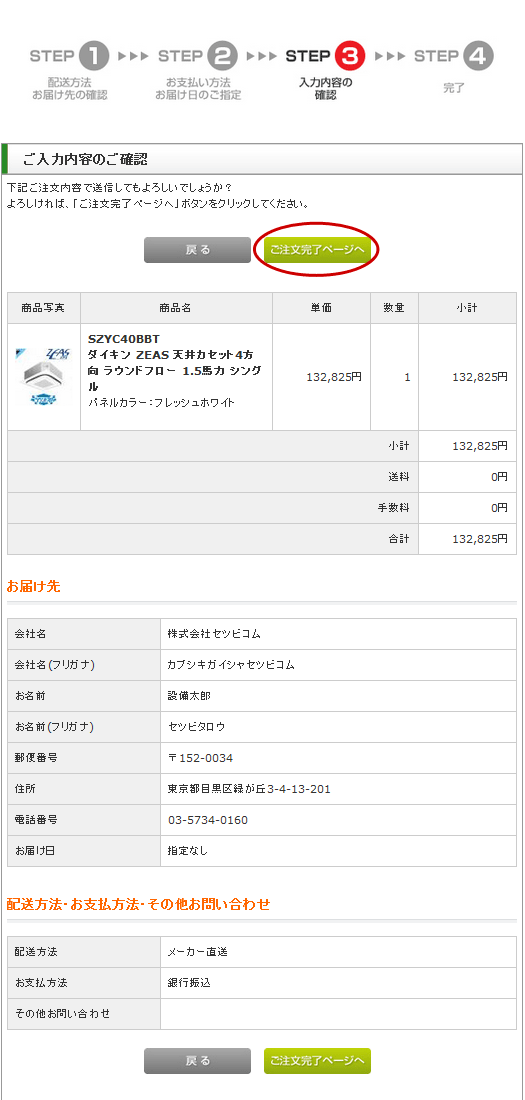 STEP 1 STEP 2 STEP 3 STEP 4
配送方法
お届け先の確認
お支払い方法
お届け日のご指定
入力内容の
確認
完了
ご入力内容のご確認
下記ご注文内容で送信してもよろしいでしょうか?
よろしければ、「ご注文完了ページへ」ボタンをクリックしてください。
戻る ご注文完了ページへ
商品写真 商品名 単価 数量 小計
ZEAS
SZYC40BBT
ダイキン ZEAS 天井カセット4方
向 ラウンドフロー 1.5馬力 シング
ル
パネルカラー:フレッシュホワイト
132,825円 1 132,825円
小計 132,825円
送料 0円
手数料 0円
合計 132,825円
お届け先
会社名 株式会社セツビコム
会社名(フリガナ) カブシキガイシャセツビコム
お名前 設備太郎
お名前(フリガナ) セツビタロウ
郵便番号 〒152-0034
住所 東京都目黒区緑が丘3-4-13-201
電話番号 03-5734-0160
お届け日 指定なし
配送方法・お支払方法・その他お問い合わせ
配送方法 メーカー直送
お支払方法 銀行振込
その他お問い合わせ
戻る ご注文完了ページへ